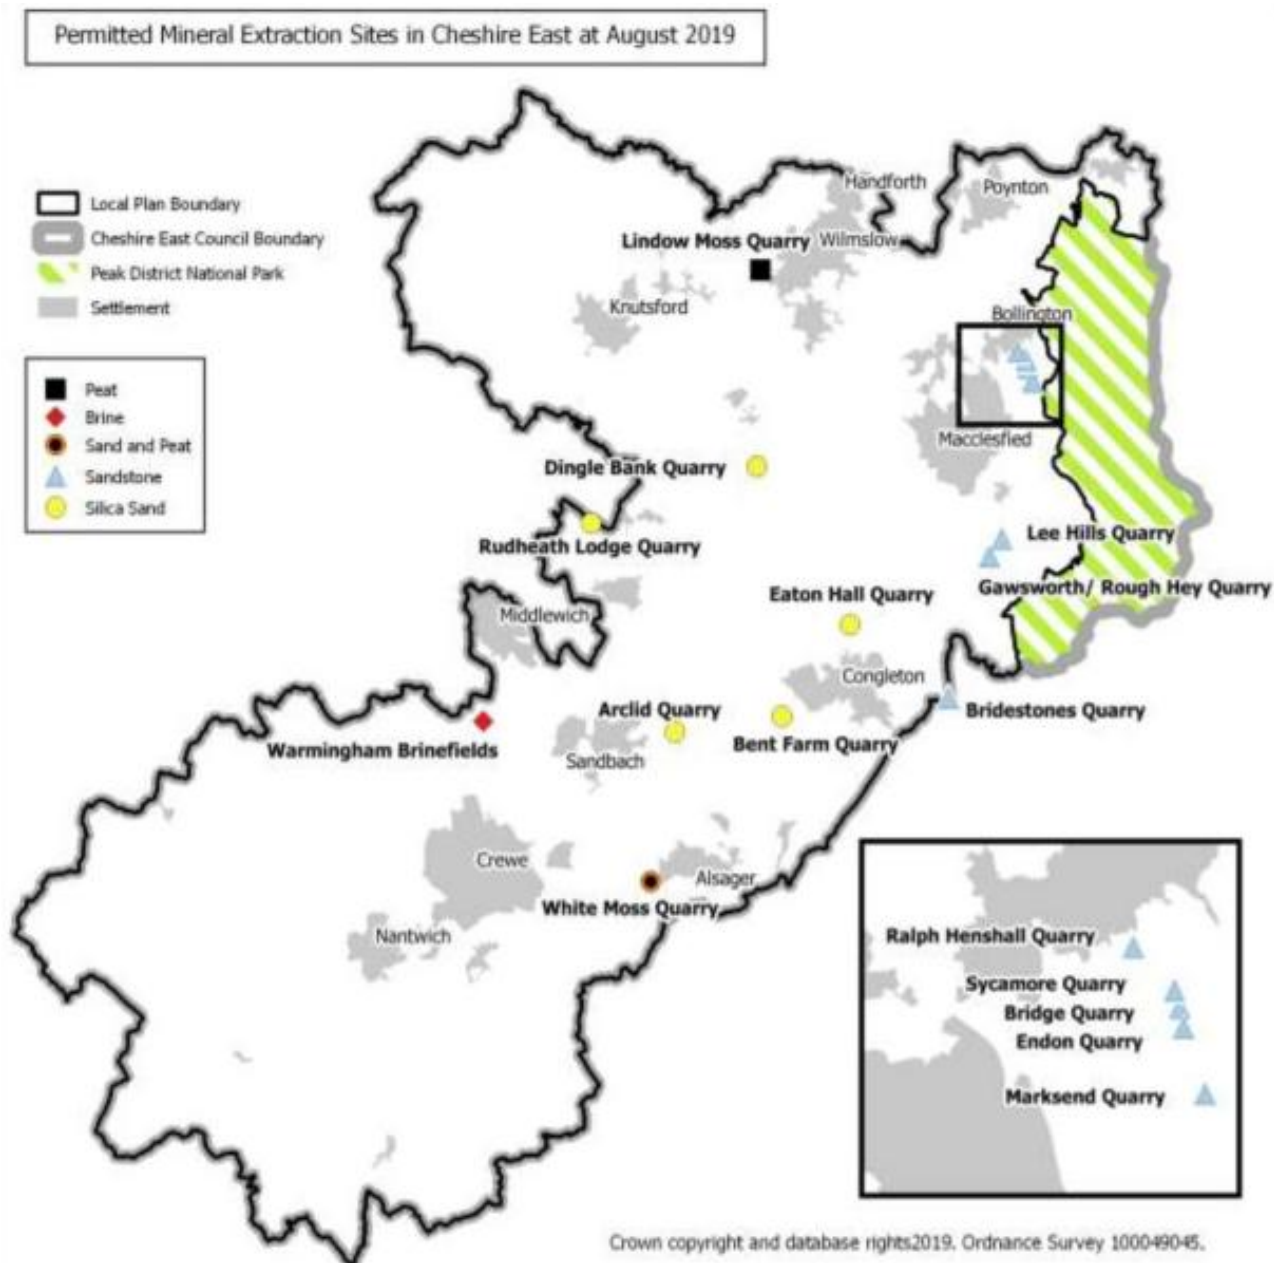 Permitted Mineral Extraction Sites in Cheshire East at August 2019
Local Plan Boundary
Cheshire East Council Boundary
Peak District National Park
Settlement
Peat
Brine
Sand and Peat
Sandstone
Silica Sand
Handforth
Poynton
Lindow Moss Quarry
Wilmslow
Knutsford
Bollington
Macclesfied
Dingle Bank Quarry
Rudheath Lodge Quarry
Lee Hills Quarry
Gawsworth/ Rough Hey Quarry
Eaton Hall Quarry
Middlewich
Congleton
Arclid Quarry
Bridestones Quarry
Bent Farm Quarry
Warmingham Brinefields
Sandbach
Crewe
Alsager
White Moss Quarry
Nantwich
Ralph Henshall Quarry
Sycamore Quarry
Bridge Quarry
Endon Quarry
Marksend Quarry
Crown copyright and database rights2019. Ordnance Survey 100049045.